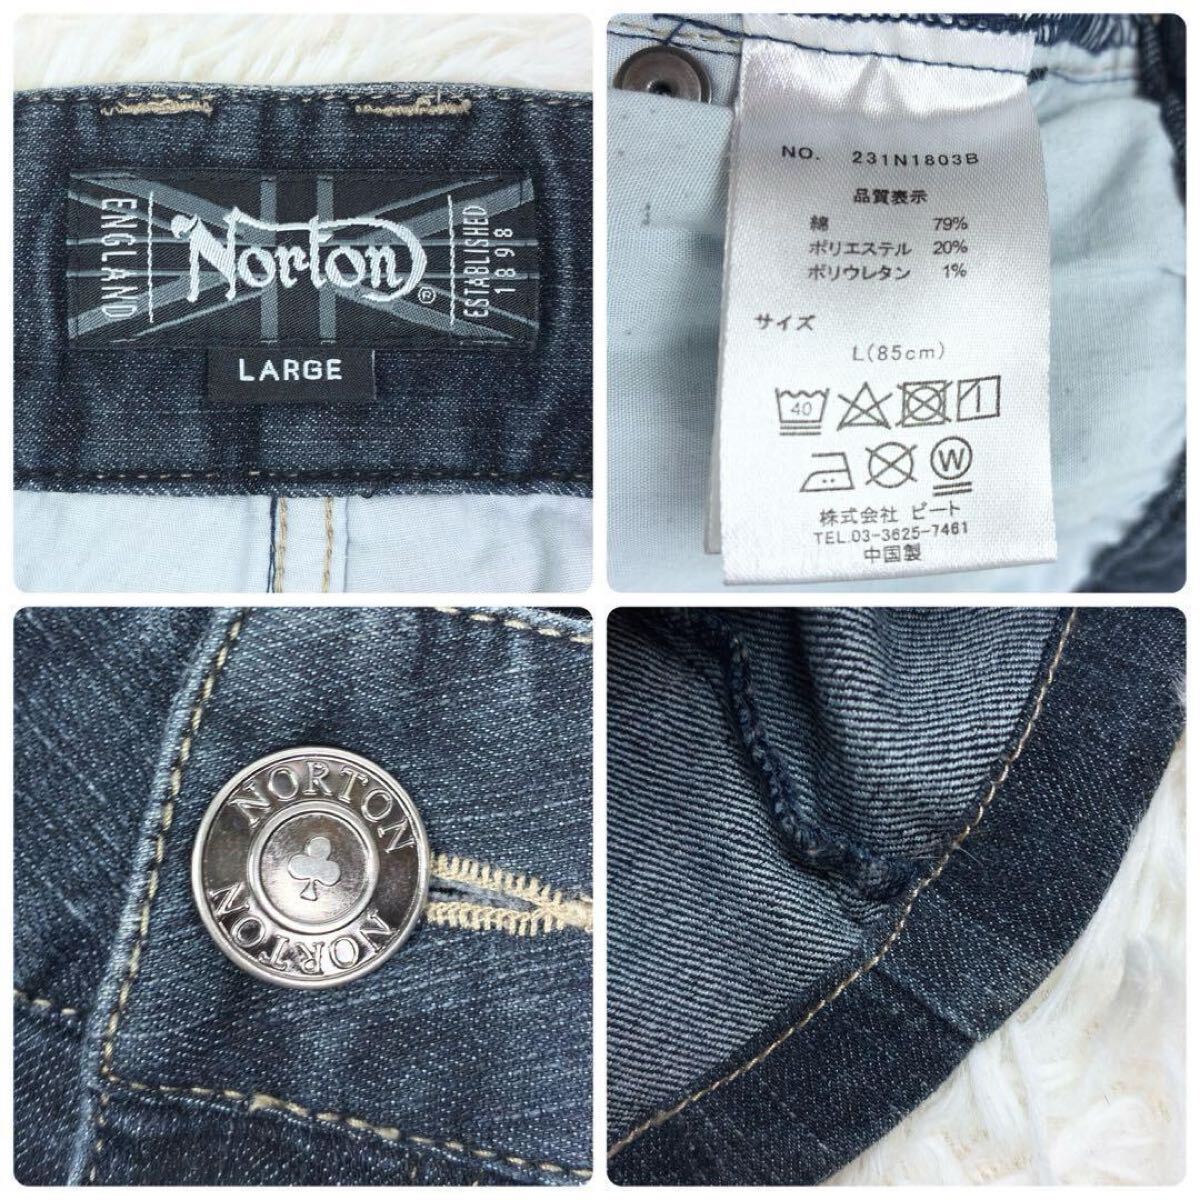 ENGLAND
Norton®
ESTABLISHED
1898
LARGE
NO. 231N1803B
品質表示
綿 79%
ポリエステル 20%
ポリウレタン 1%
サイズ
L(85cm)
40
1
W
株式会社 ビート
TEL.03-3625-7461
中国製
NORTON
NORTON